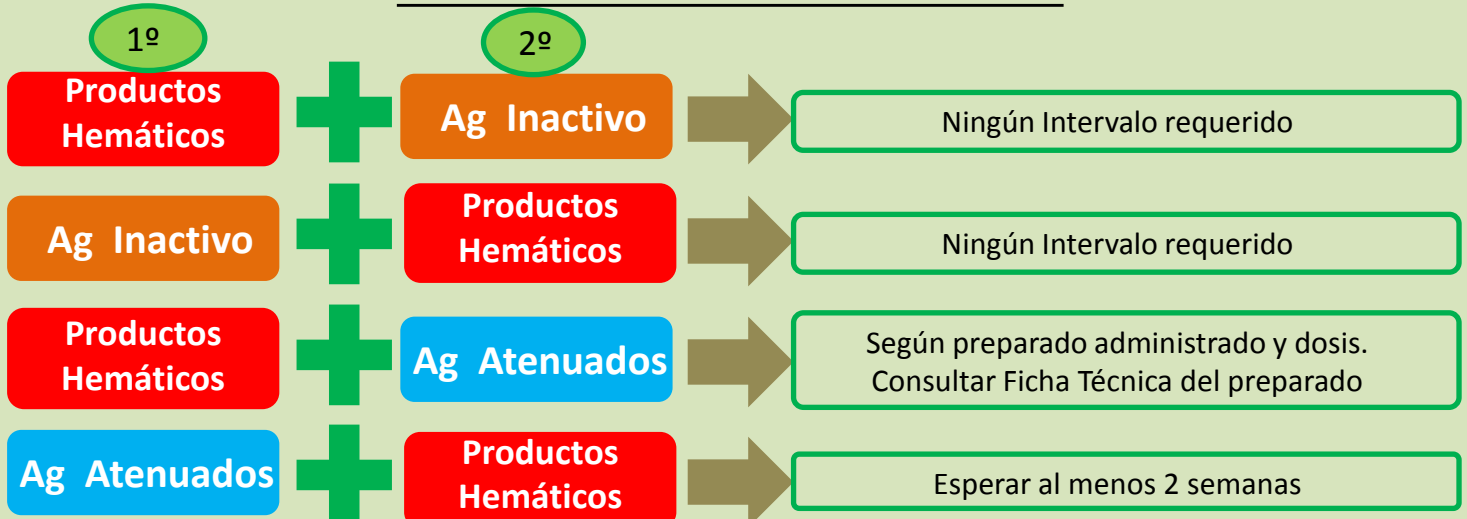 1º
2º
Productos
Hemáticos
Ag Inactivo
Ningún Intervalo requerido
Ag Inactivo
Productos
Hemáticos
Ningún Intervalo requerido
Productos
Hemáticos
Ag Atenuados
Según preparado administrado y dosis.
Consultar Ficha Técnica del preparado
Ag Atenuados
Productos
Hemáticos
Esperar al menos 2 semanas